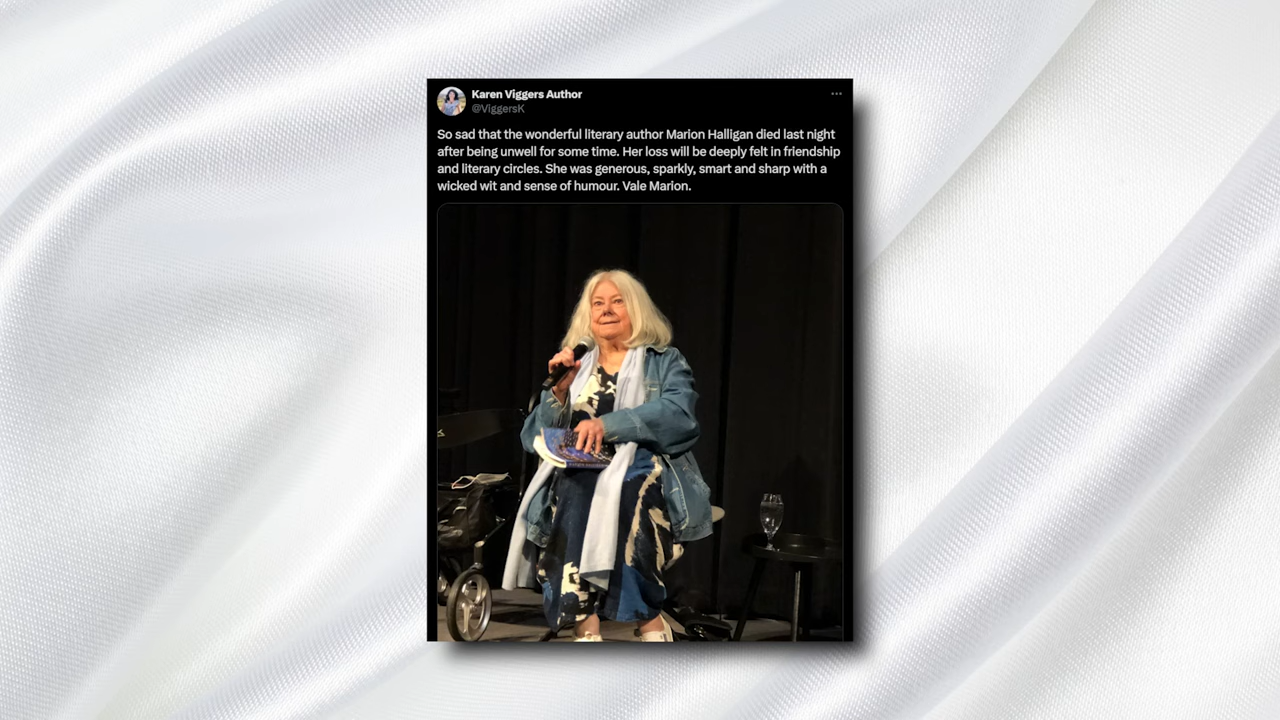 Karen Viggers Author
@ViggersK
So sad that the wonderful literary author Marion Halligan died last night
after being unwell for some time. Her loss will be deeply felt in friendship
and literary circles. She was generous, sparkly, smart and sharp with a
wicked wit and sense of humour. Vale Marion.